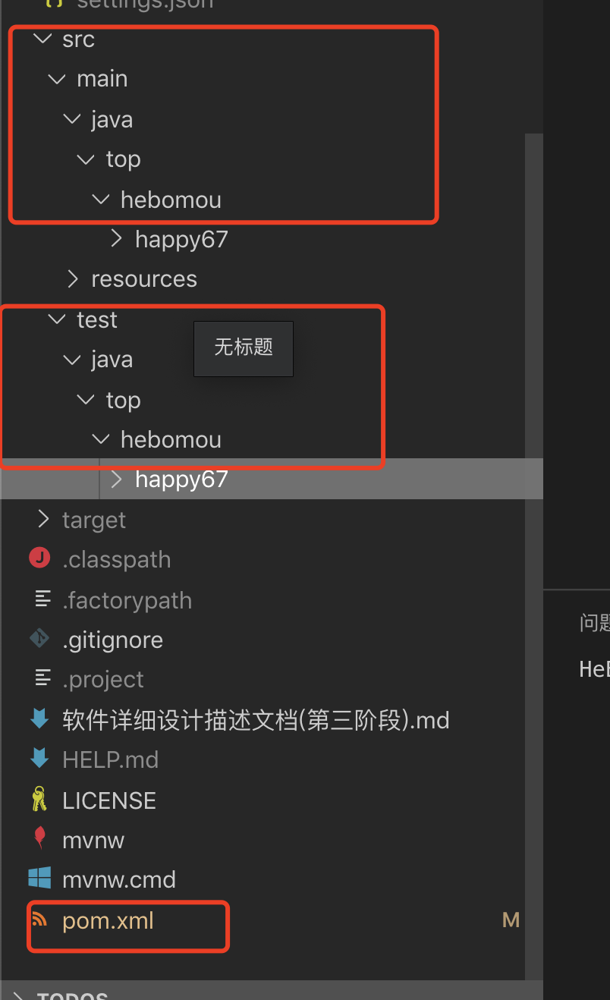 settings.json
src
main
java
top
hebomou
happy67
resources
test
无标题
java
top
hebomou
happy67
target
J .classpath
.factorypath
.gitignore
.project
软件详细设计描述文档(第三阶段).md
HELP.md
LICENSE
mvnw
mvnw.cmd
pom.xml M
TODOS
问题